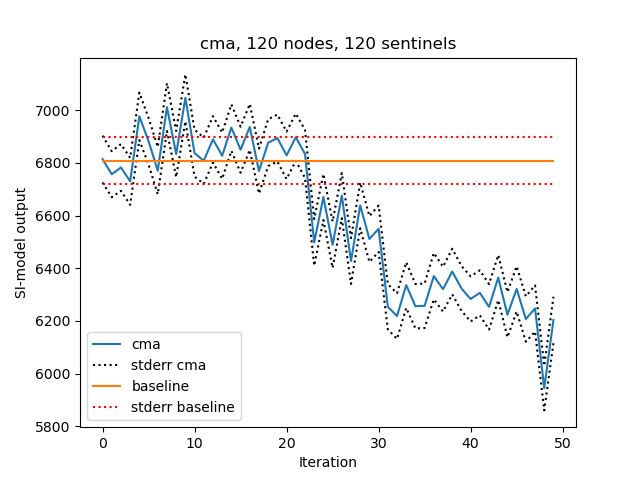 cma, 120 nodes, 120 sentinels
7000
6800
6600
6400
6200
6000
5800
SI-model output
cma
stderr cma
baseline
stderr baseline
0 10 20 30 40 50
Iteration